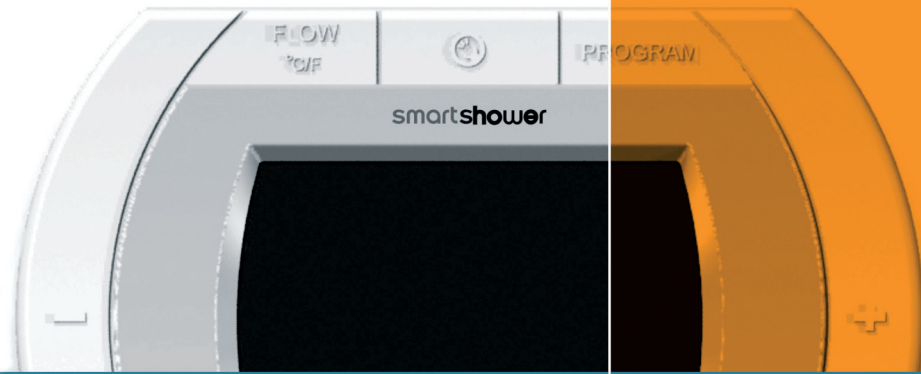 FLOW
°C/F
PROGRAM
smartshower
-
+